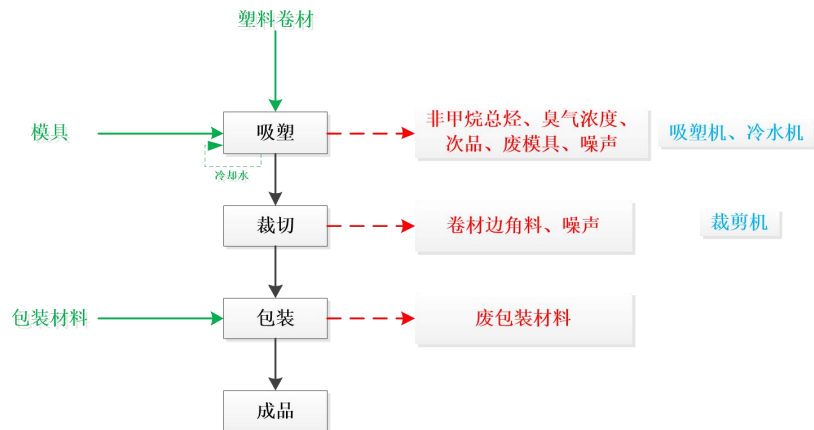 塑料卷材
模具
吸塑
非甲烷总烃、臭气浓度、
次品、废模具、噪声
吸塑机、冷水机
冷却水
裁切
卷材边角料、噪声
裁剪机
包装材料
包装
废包装材料
成品